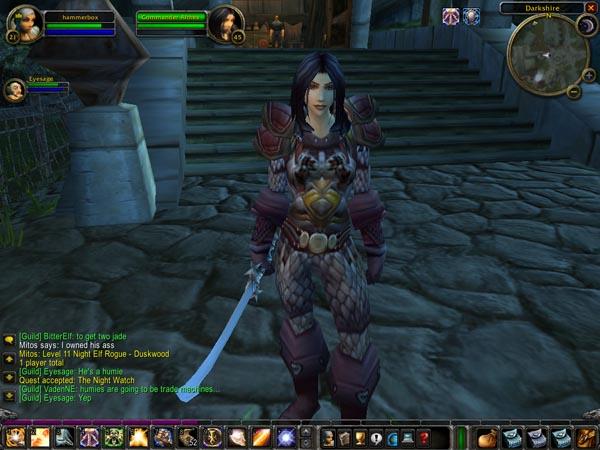 hammerbox
Commander Althea
Darkshire
N
21
45
Eyesage
[Guild] BitterElf: to get two jade
Mitos says: I owned his ass
Mitos: Level 11 Night Elf Rogue - Duskwood
1 player total
[Guild] Eyesage: He's a humie
Quest accepted: The Night Watch
[Guild] VadenNE: humies are going to be trade machines...
[Guild] Eyesage: Yep